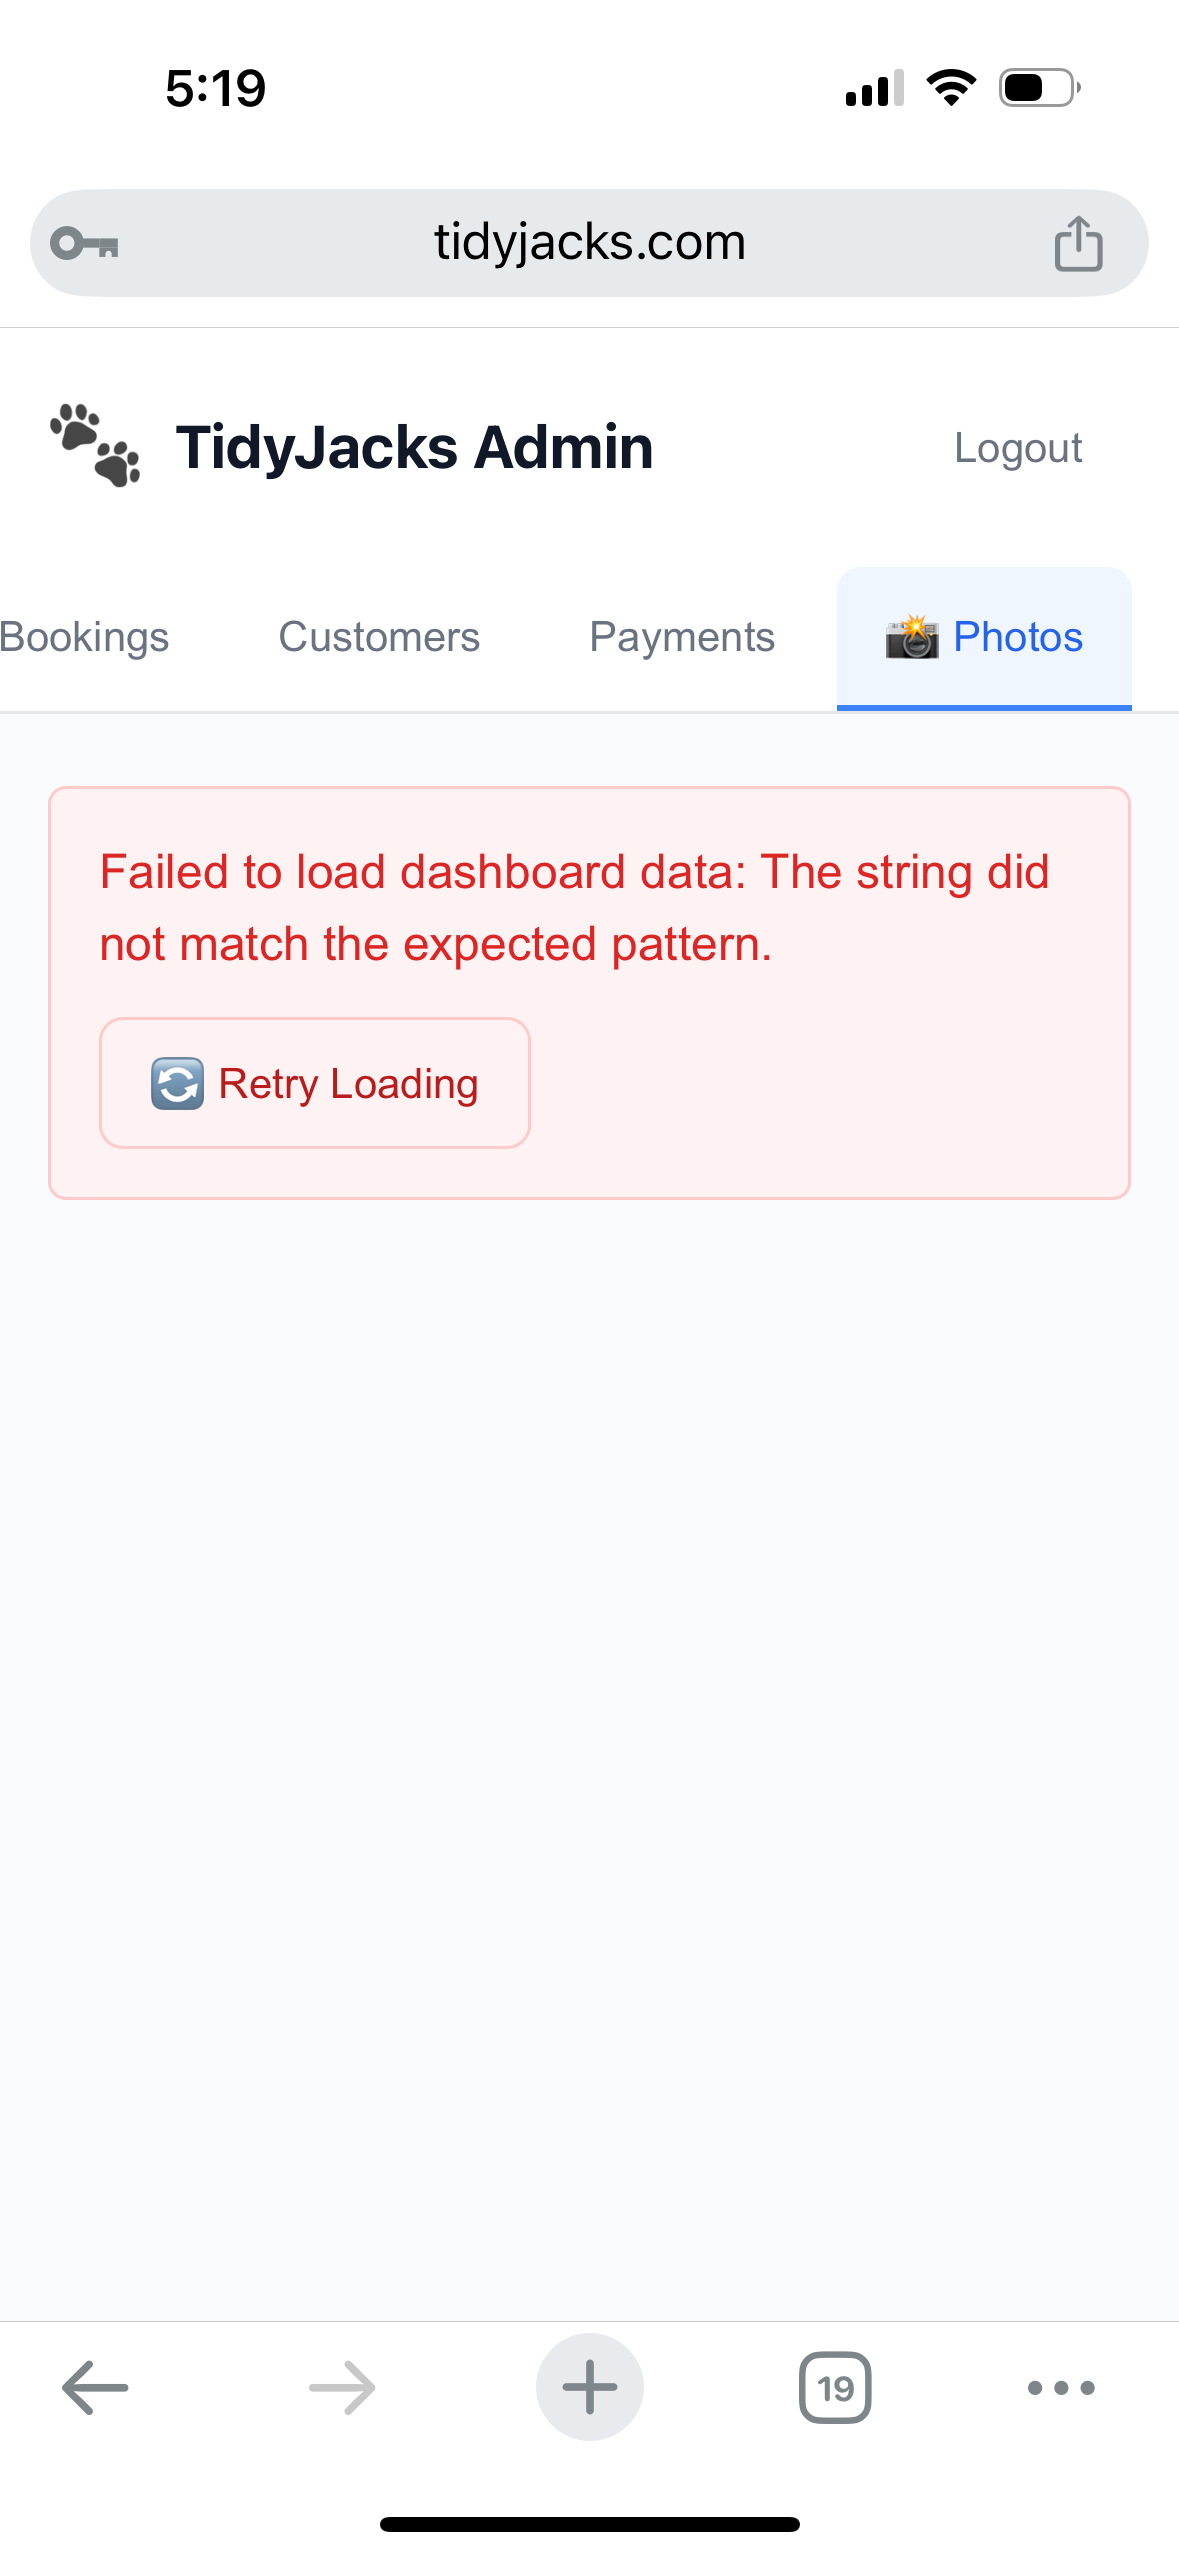 5:19
tidyjacks.com
TidyJacks Admin
Logout
Bookings
Customers
Payments
Photos
Failed to load dashboard data: The string did
not match the expected pattern.
Retry Loading
19